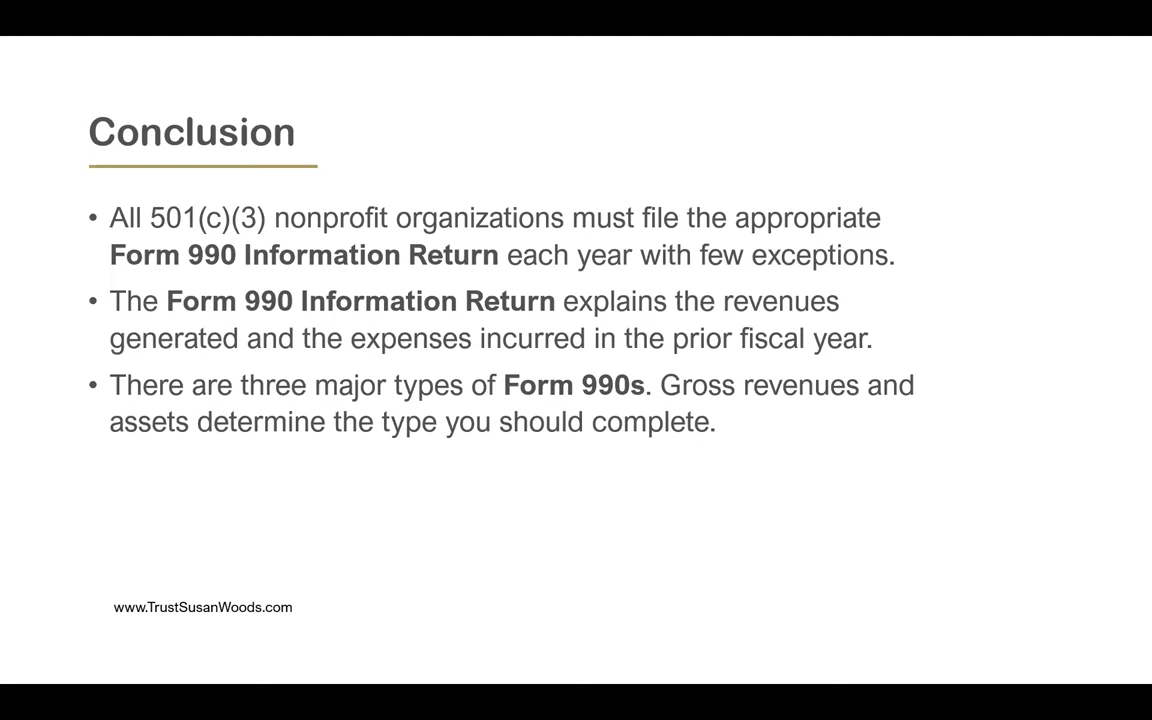 Conclusion
• All 501(c)(3) nonprofit organizations must file the appropriate
Form 990 Information Return each year with few exceptions.
• The Form 990 Information Return explains the revenues
generated and the expenses incurred in the prior fiscal year.
• There are three major types of Form 990s. Gross revenues and
assets determine the type you should complete.
www.TrustSusanWoods.com